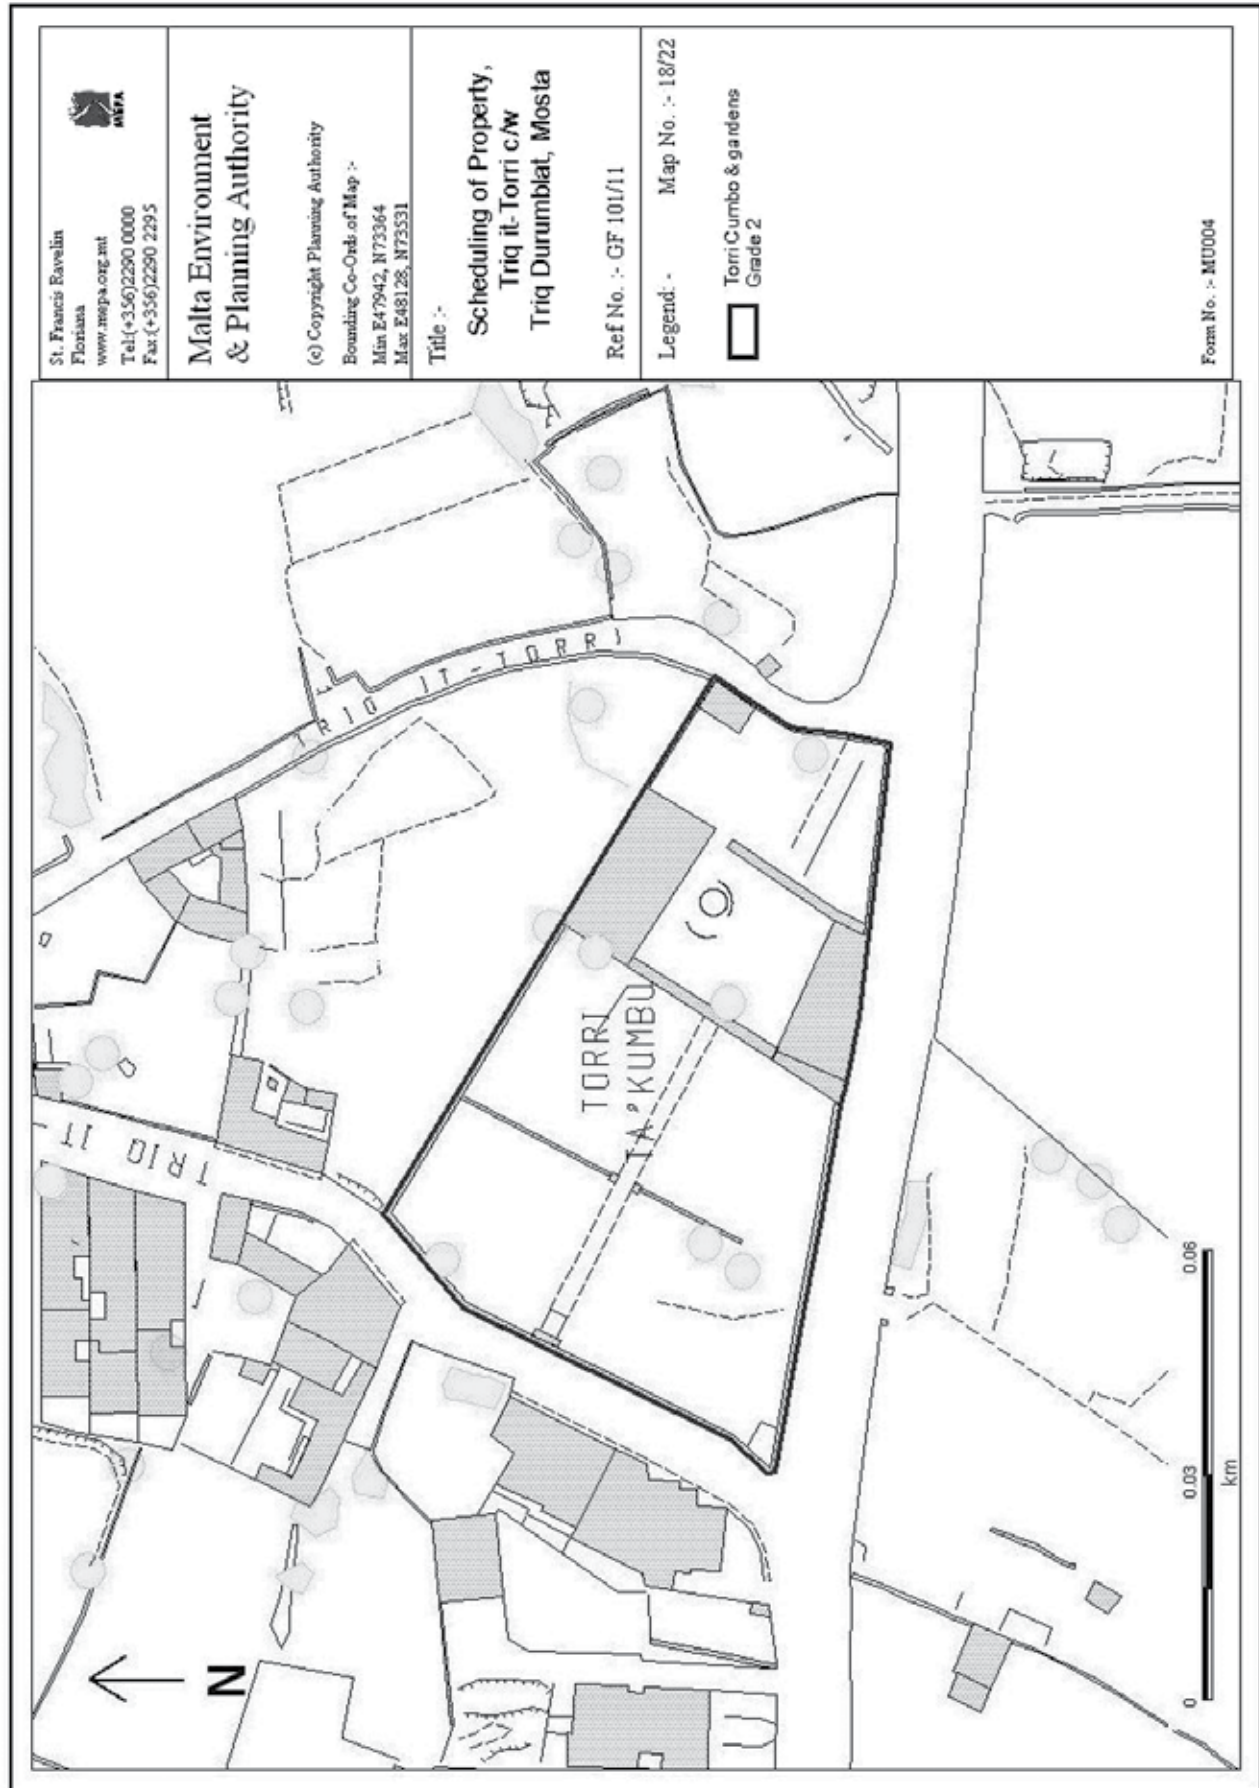 St. Francis Ravelin
Floriana
www.mepa.org.mt
Tel:(+356)2290 0000
Fax:(+356)2290 2295
MEPA
Malta Environment
& Planning Authority
(c) Copyright Planning Authority
Bounding Co-Ords of Map :-
Min E47942, N73364
Max E48128, N73531
Title :-
Scheduling of Property,
Triq it-Torri c/w
Triq Durumblat, Mosta
Ref No. :- GF 101/11
Legend: - Map No. :- 18/22
Torri Cumbo & gardens
Grade 2
Form No. :- MU004
N
TRIQ IT-
TRIQ IT-TORRI
TORRI
TA'KUMBU
0 0.03 0.06
km